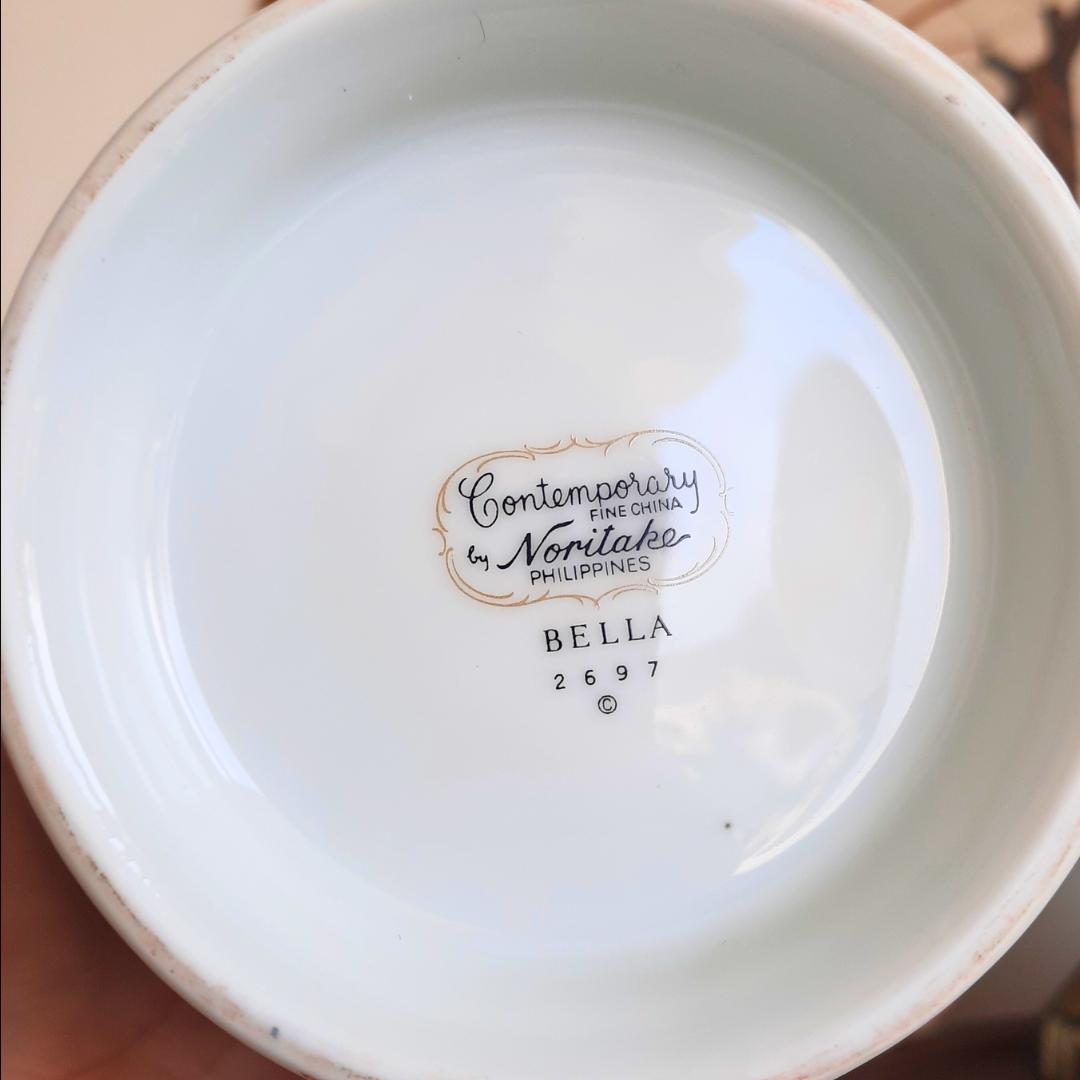 Contemporary
FINE CHINA
by Noritake
PHILIPPINES
BELLA
2697
©